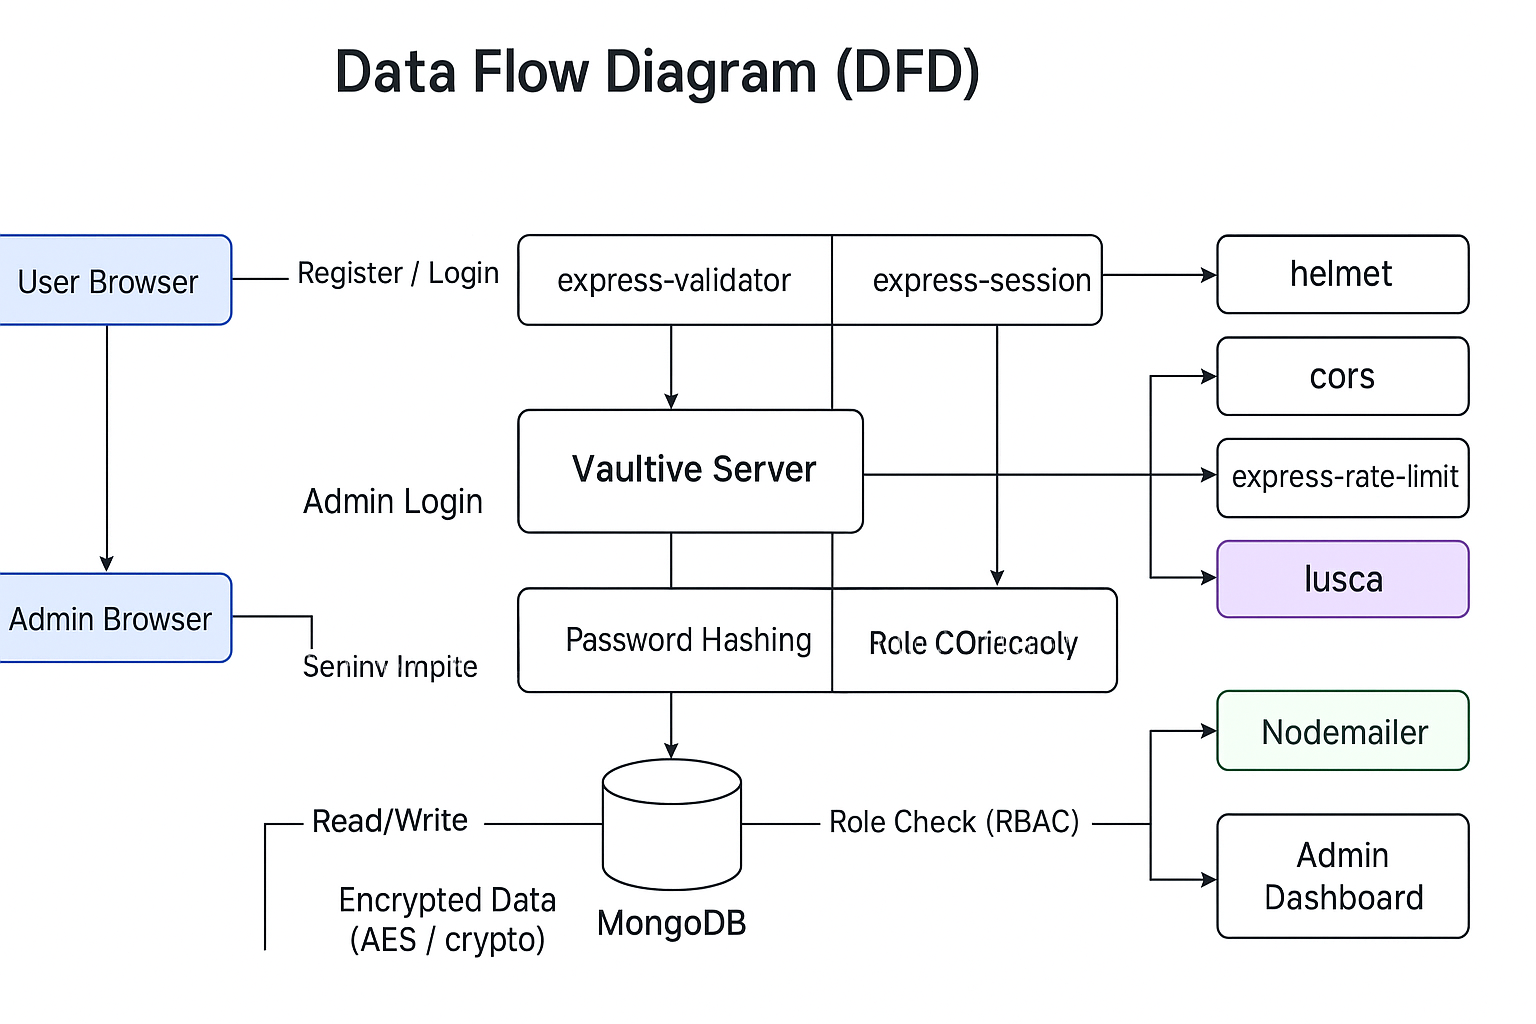 Data Flow Diagram (DFD)
User Browser
Register / Login
express-validator
express-session
helmet
cors
Vaultive Server
express-rate-limit
Admin Login
lusca
Admin Browser
Seninv Impite
Password Hashing
Role COriecaoly
Nodemailer
Read/Write
Role Check (RBAC)
Admin
Dashboard
Encrypted Data
(AES / crypto)
MongoDB